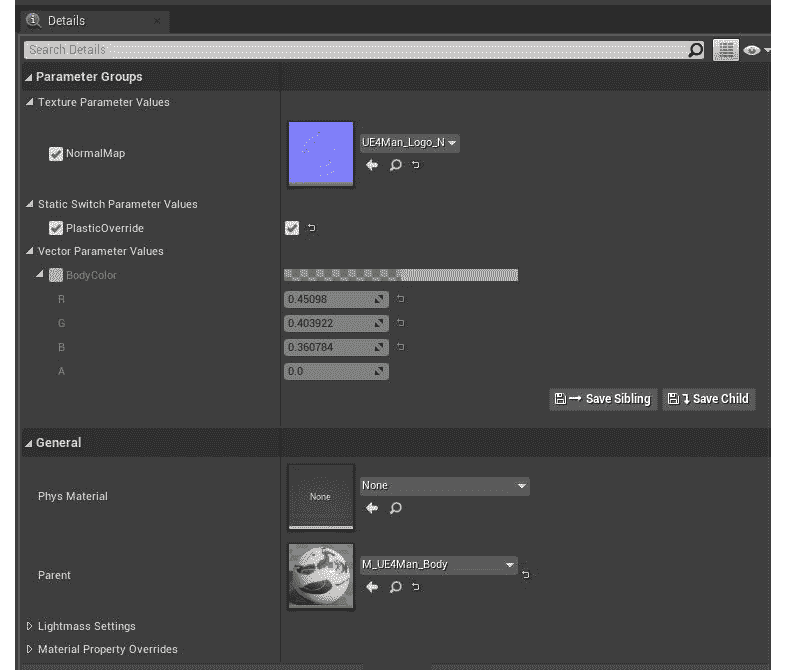 Details
Search Details
Parameter Groups
Texture Parameter Values
NormalMap
UE4Man_Logo_N
Static Switch Parameter Values
PlasticOverride
Vector Parameter Values
BodyColor
R 0.45098
G 0.403922
B 0.360784
A 0.0
Save Sibling Save Child
General
Phys Material
None
None
Parent
M_UE4Man_Body
Lightmass Settings
Material Property Overrides